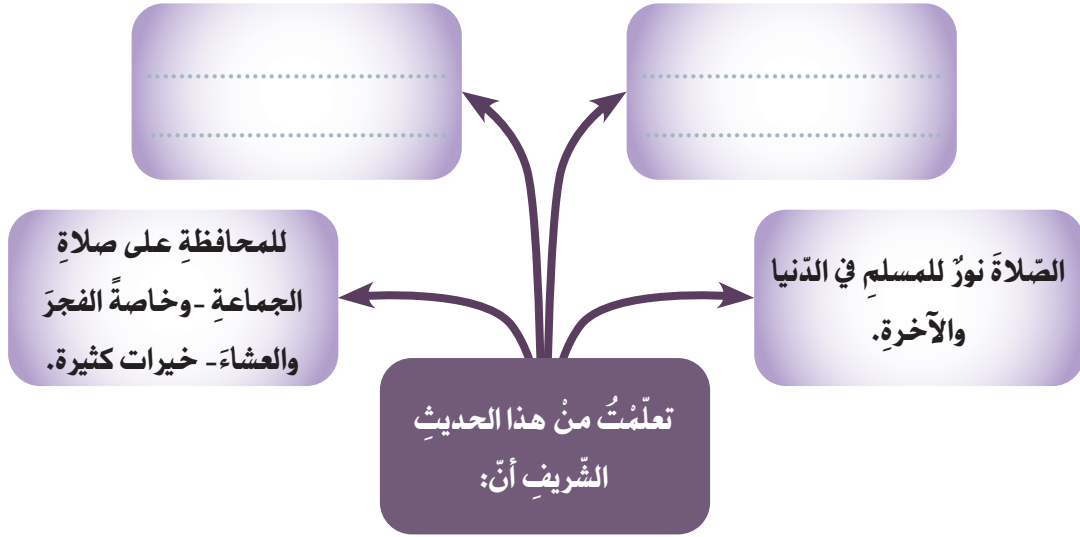 الصّلاةَ نورٌ للمسلمِ في الدّنيا
والآخرةِ.
للمحافظةِ على صلاةِ
الجماعةِ -وخاصةً الفجرَ
والعشاءَ- خيرات كثيرة.
تعلّمْتُ منْ هذا الحديثِ
الشّريفِ أنّ: